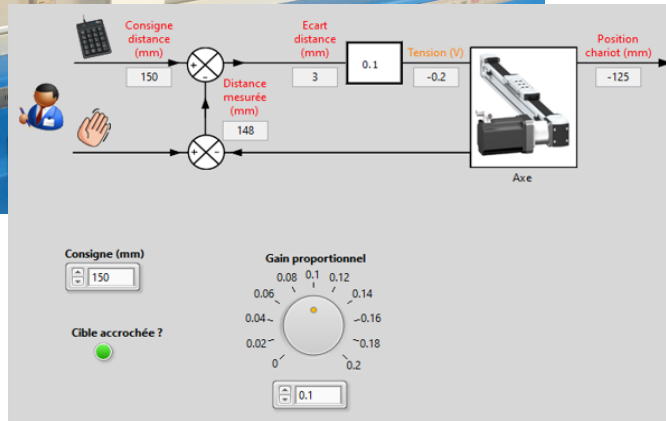 Consigne
distance
(mm)
150
Ecart
distance
(mm)
3
0.1
Tension (V)
-0.2
Position
chariot (mm)
-125
Distance
mesurée
(mm)
148
Axe
Consigne (mm)
150
Cible accrochée ?
Gain proportionnel
0
0.02
0.04
0.06
0.08
0.1
0.12
0.14
0.16
0.18
0.2
0.1